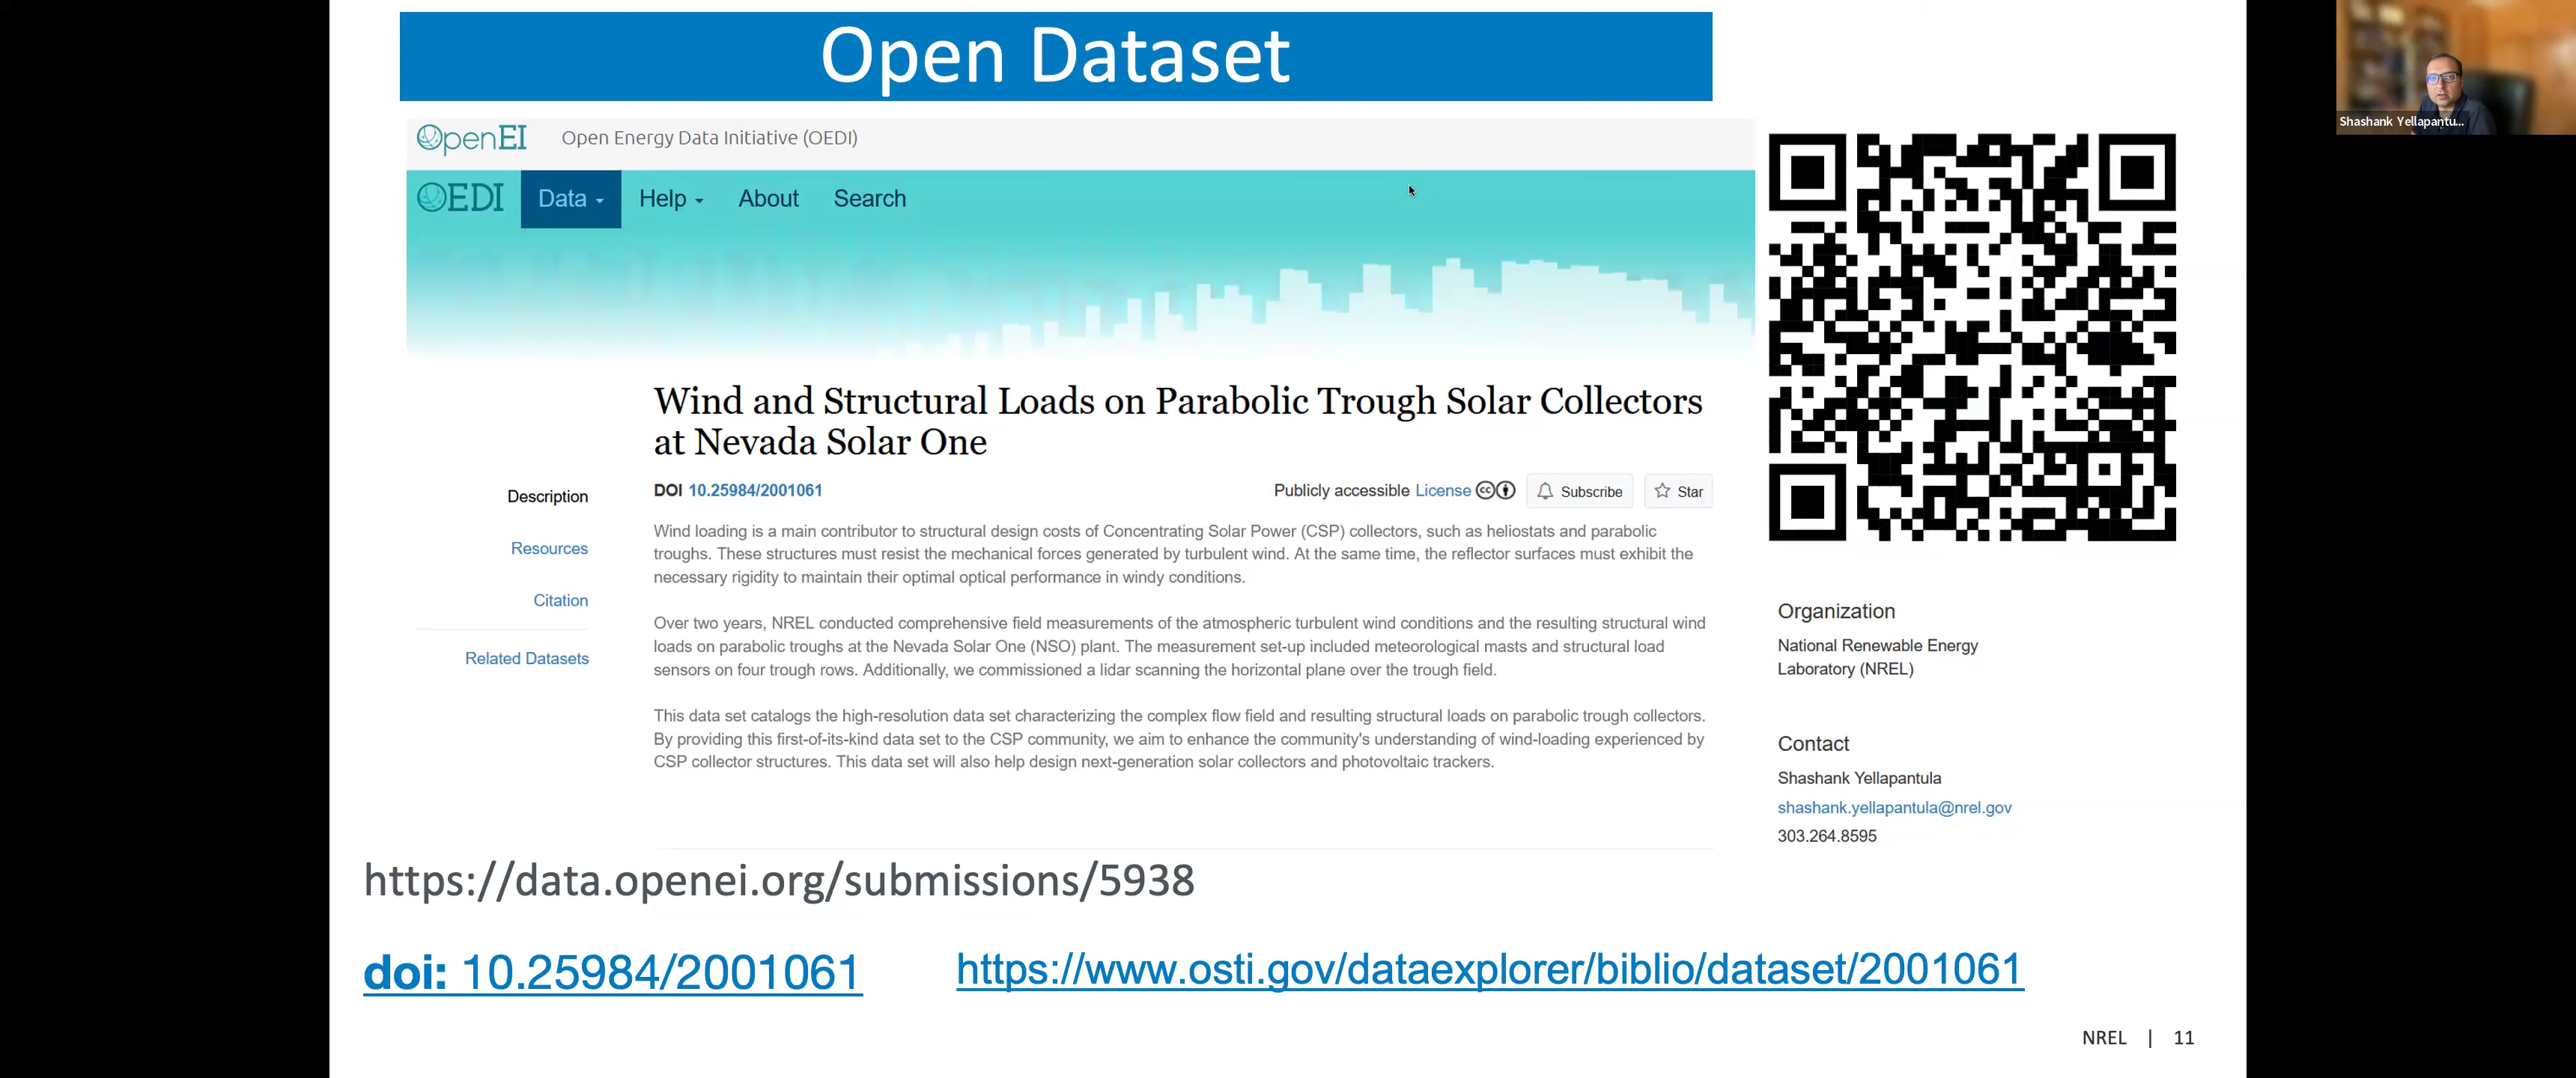 Open Dataset
Shashank Yellapantu...
OpenEI Open Energy Data Initiative (OEDI)
OEDI Data Help About Search
Wind and Structural Loads on Parabolic Trough Solar Collectors
at Nevada Solar One
Description
Resources
Citation
Related Datasets
DOI 10.25984/2001061
Publicly accessible License Subscribe Star
Wind loading is a main contributor to structural design costs of Concentrating Solar Power (CSP) collectors, such as heliostats and parabolic
troughs. These structures must resist the mechanical forces generated by turbulent wind. At the same time, the reflector surfaces must exhibit the
necessary rigidity to maintain their optimal optical performance in windy conditions.
Over two years, NREL conducted comprehensive field measurements of the atmospheric turbulent wind conditions and the resulting structural wind
loads on parabolic troughs at the Nevada Solar One (NSO) plant. The measurement set-up included meteorological masts and structural load
sensors on four trough rows. Additionally, we commissioned a lidar scanning the horizontal plane over the trough field.
This data set catalogs the high-resolution data set characterizing the complex flow field and resulting structural loads on parabolic trough collectors.
By providing this first-of-its-kind data set to the CSP community, we aim to enhance the community's understanding of wind-loading experienced by
CSP collector structures. This data set will also help design next-generation solar collectors and photovoltaic trackers.
Organization
National Renewable Energy
Laboratory (NREL)
Contact
Shashank Yellapantula
shashank.yellapantula@nrel.gov
303.264.8595
https://data.openei.org/submissions/5938
doi: 10.25984/2001061
https://www.osti.gov/dataexplorer/biblio/dataset/2001061
NREL | 11